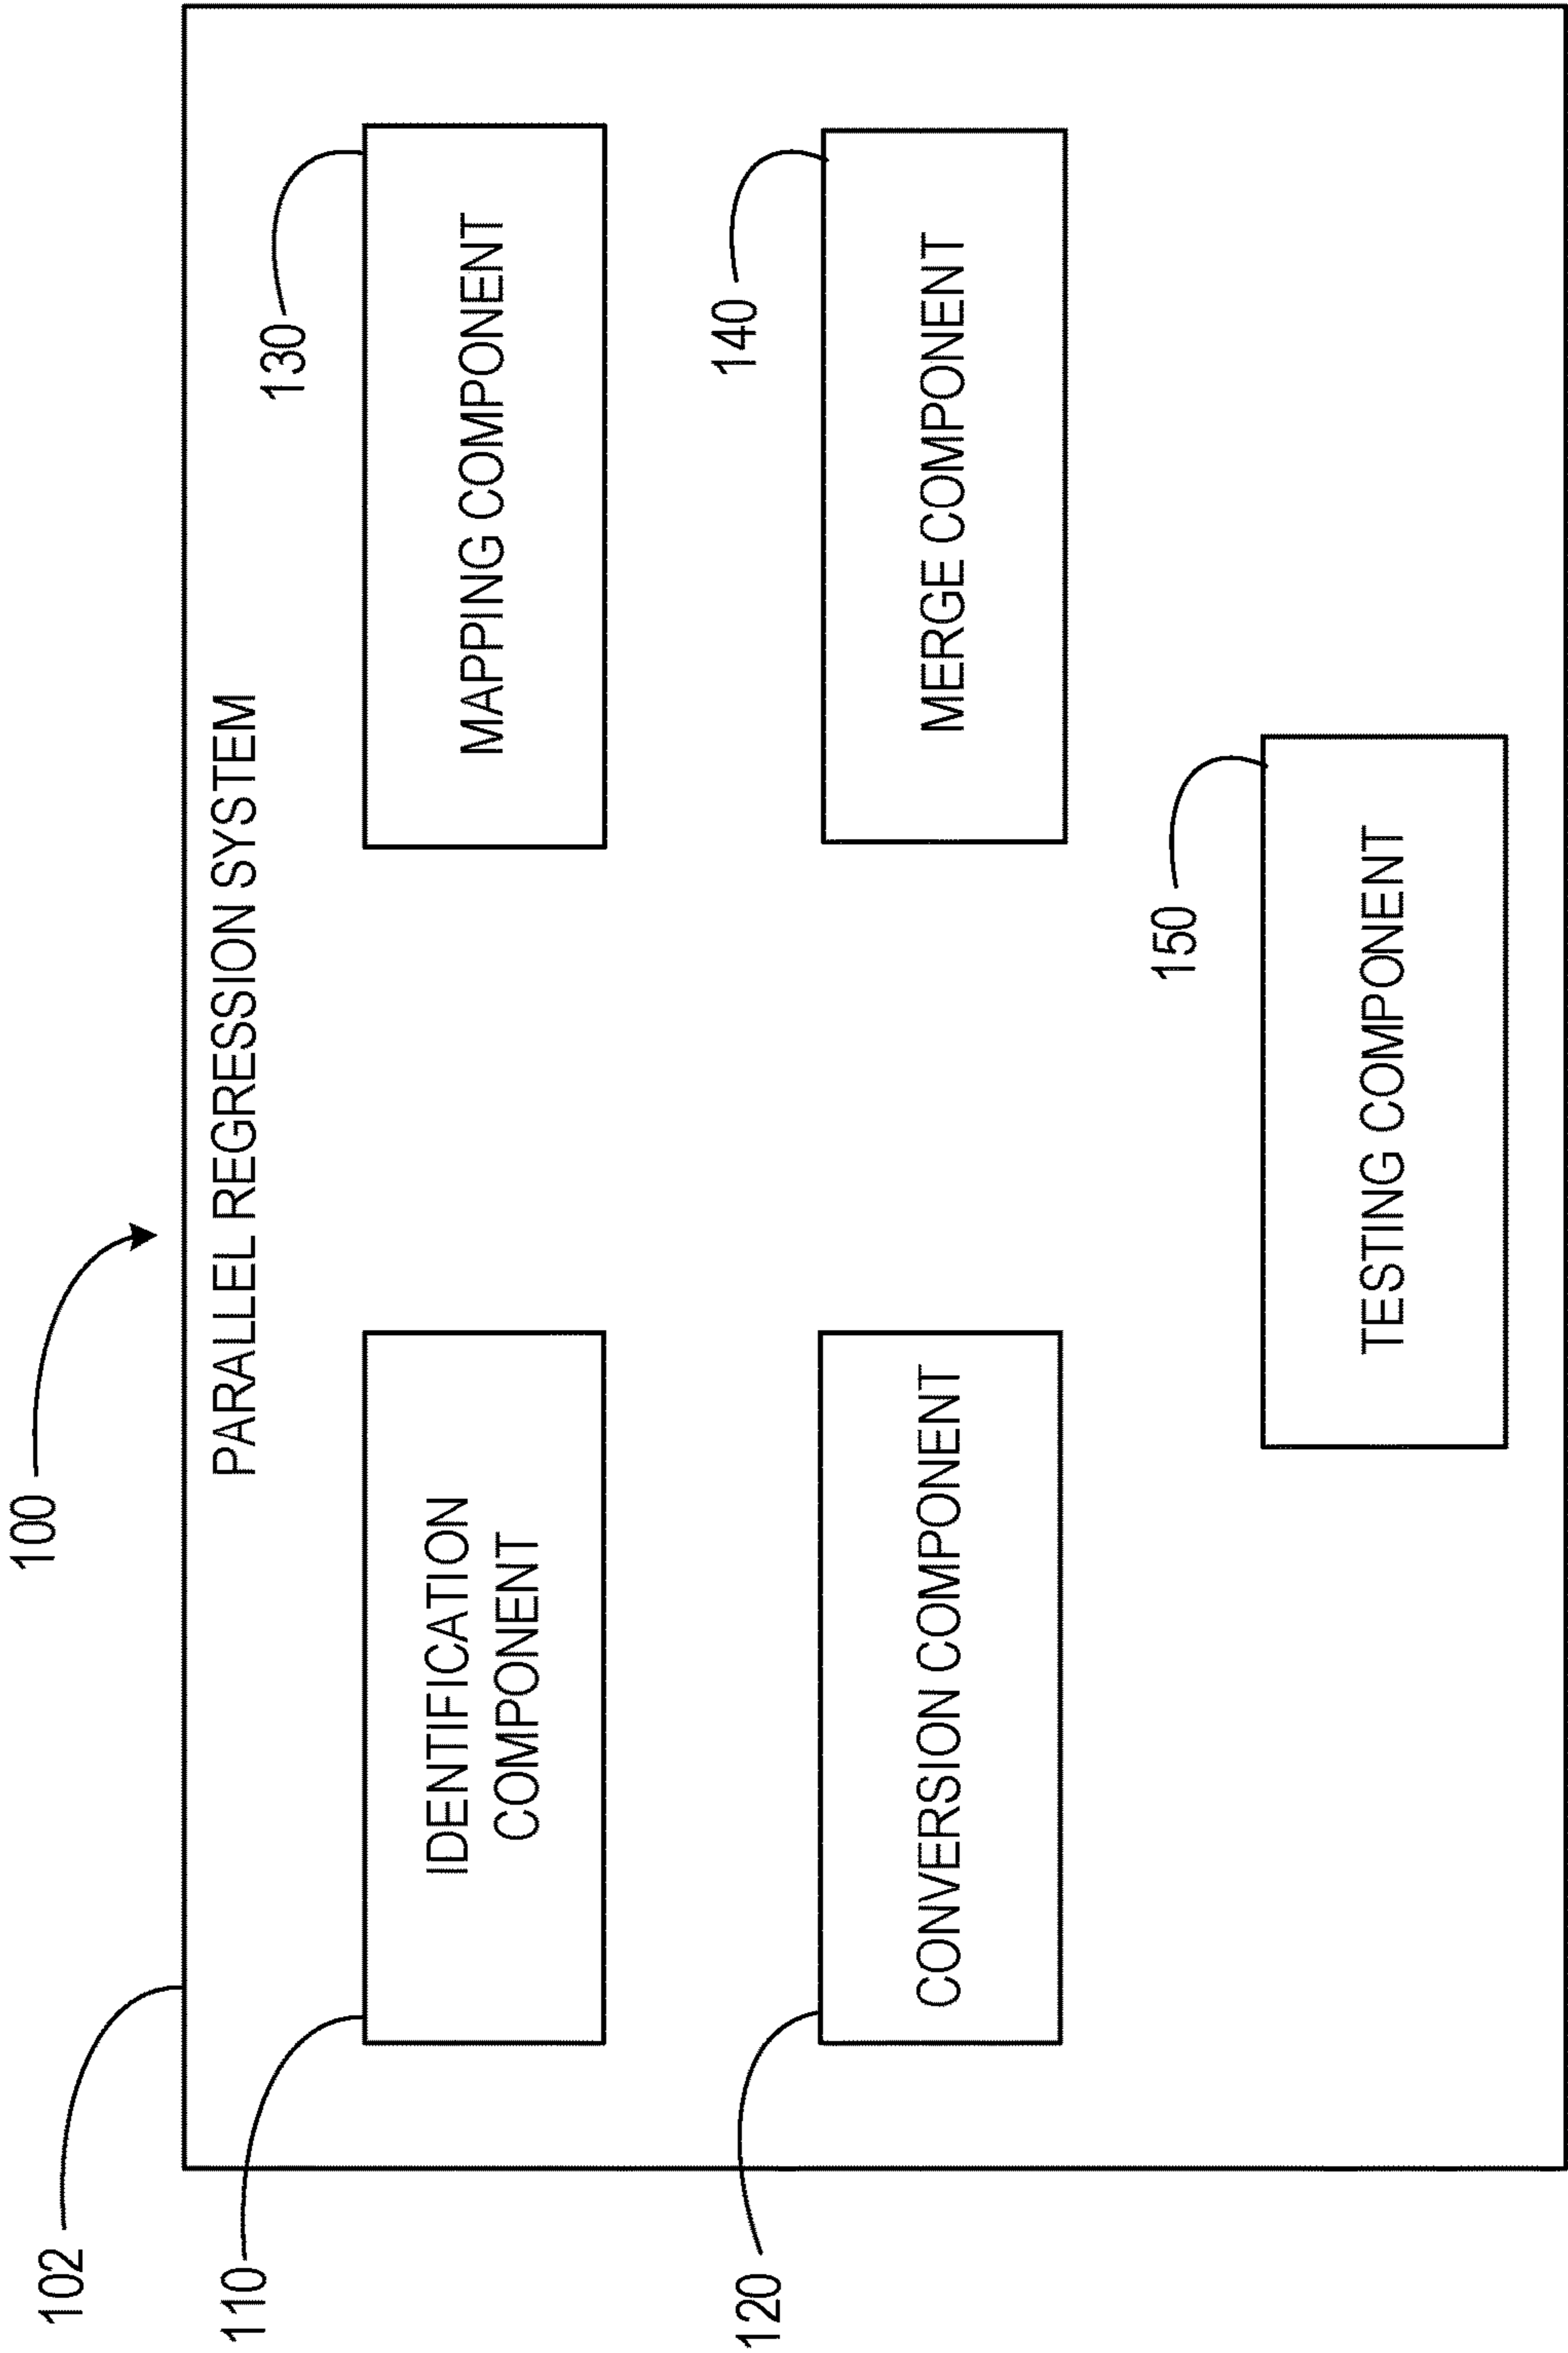 100
102
PARALLEL REGRESSION SYSTEM
110
IDENTIFICATION
COMPONENT
130
MAPPING COMPONENT
120
CONVERSION COMPONENT
140
MERGE COMPONENT
150
TESTING COMPONENT